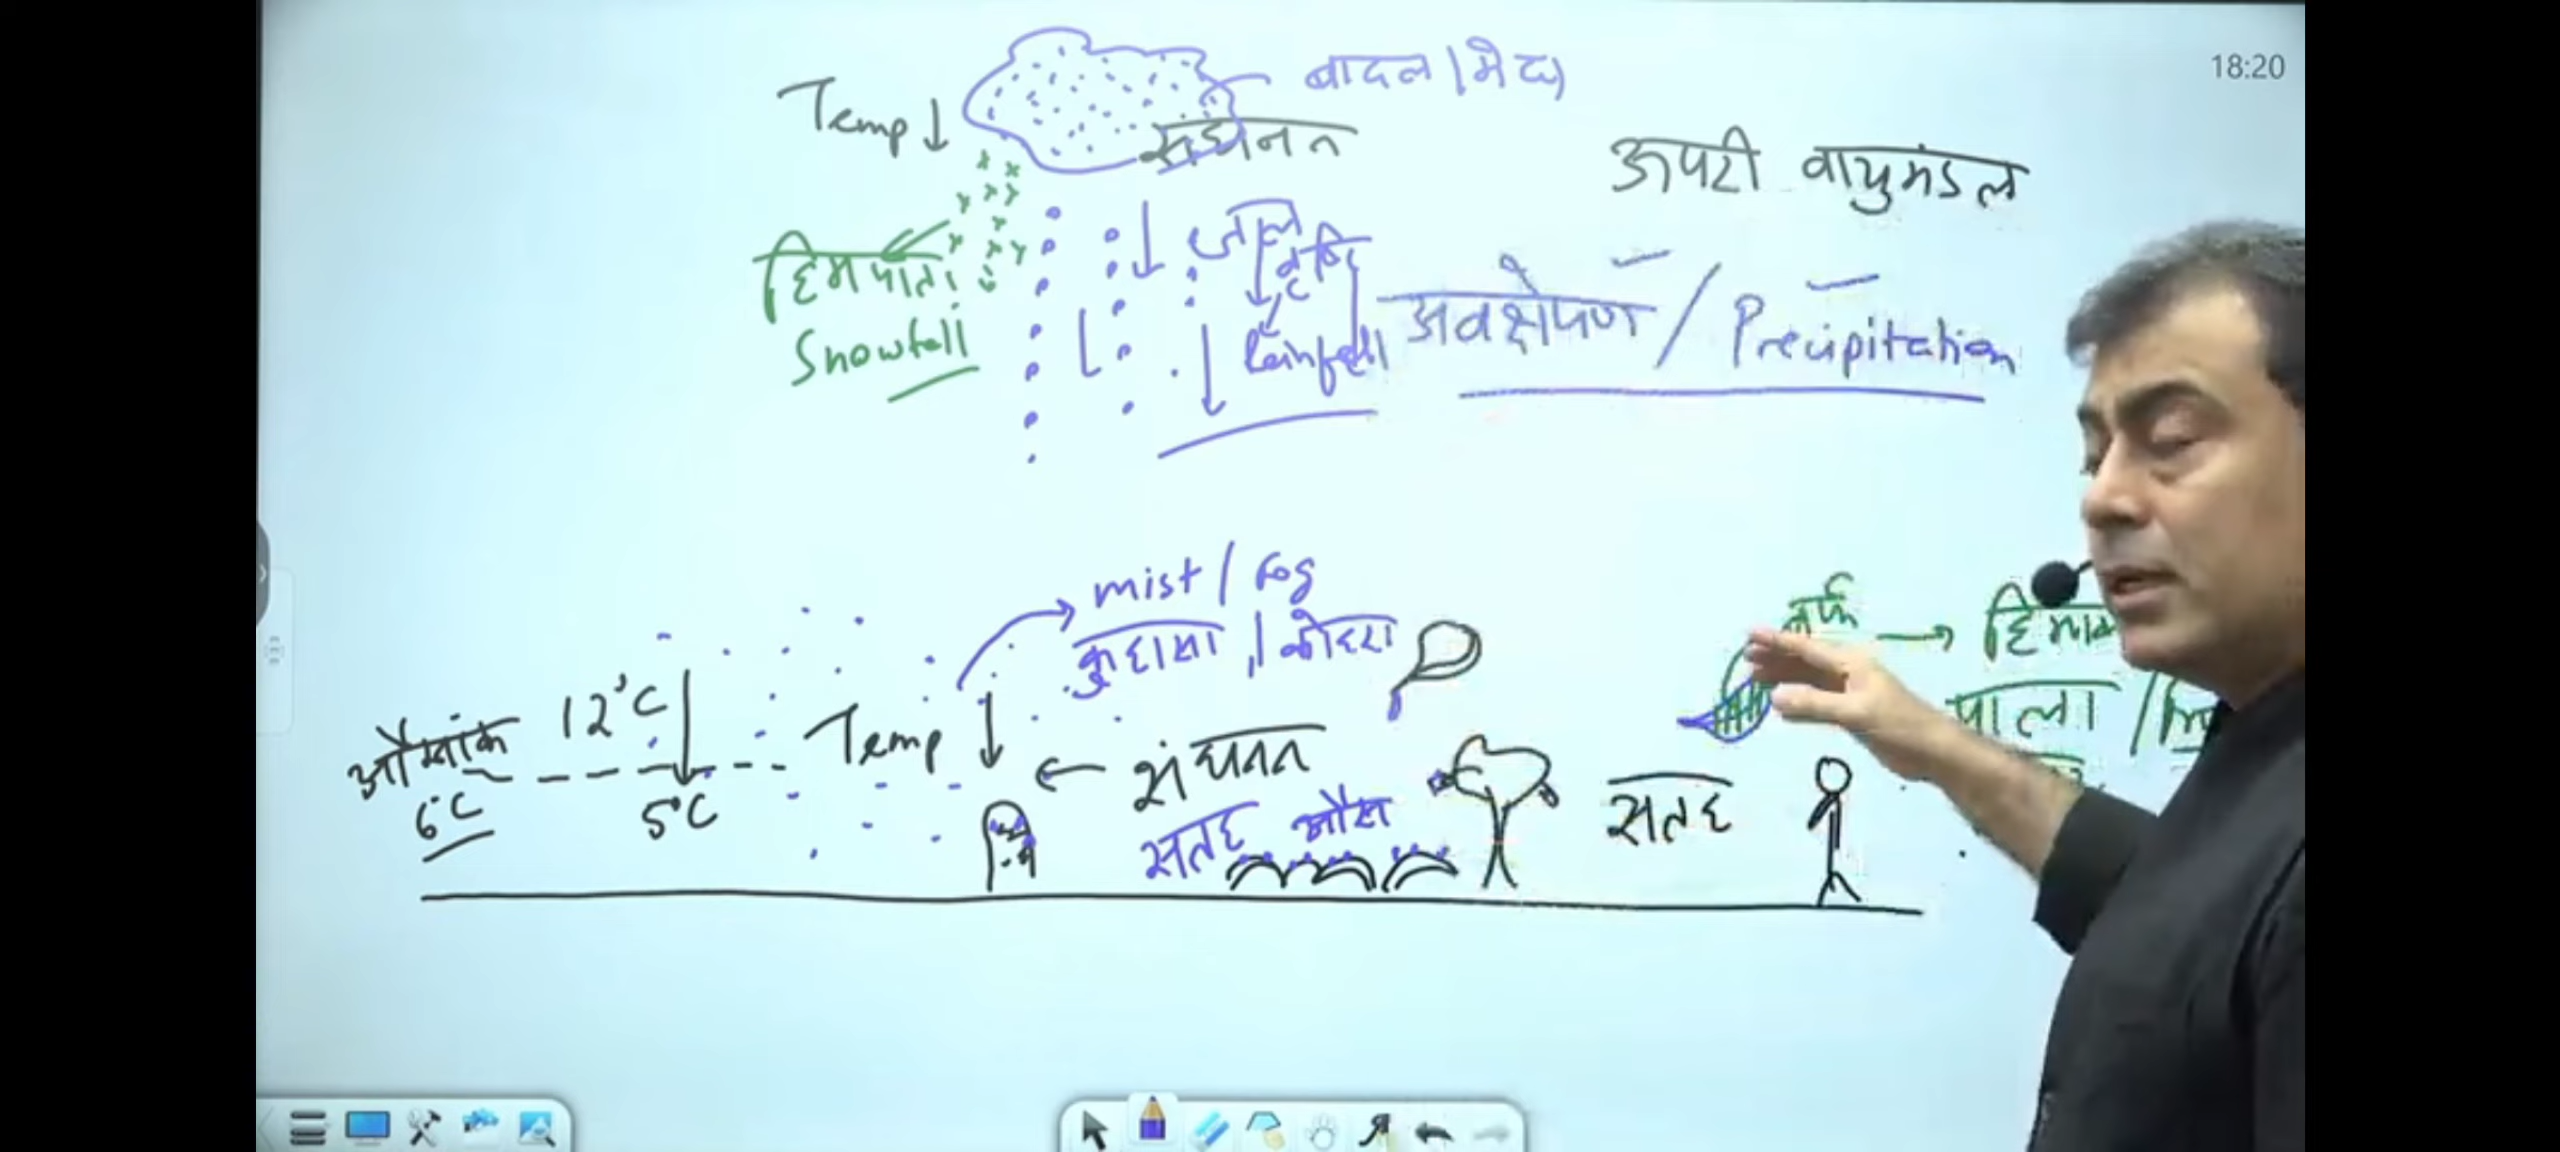 18:20
Temp ↓
बादल / मेघ
संघनन
ऊपरी वायुमंडल
हिमपात
Snowfall
जल
वृष्टि
Rainfall
अवक्षेपण / Precipitation
mist / Fog
कुहासा / कोहरा
बर्फ →
ओसांक
6°C
12°C
5°C
Temp ↓
← संघनन
सतह ओस
सतह
पाला /